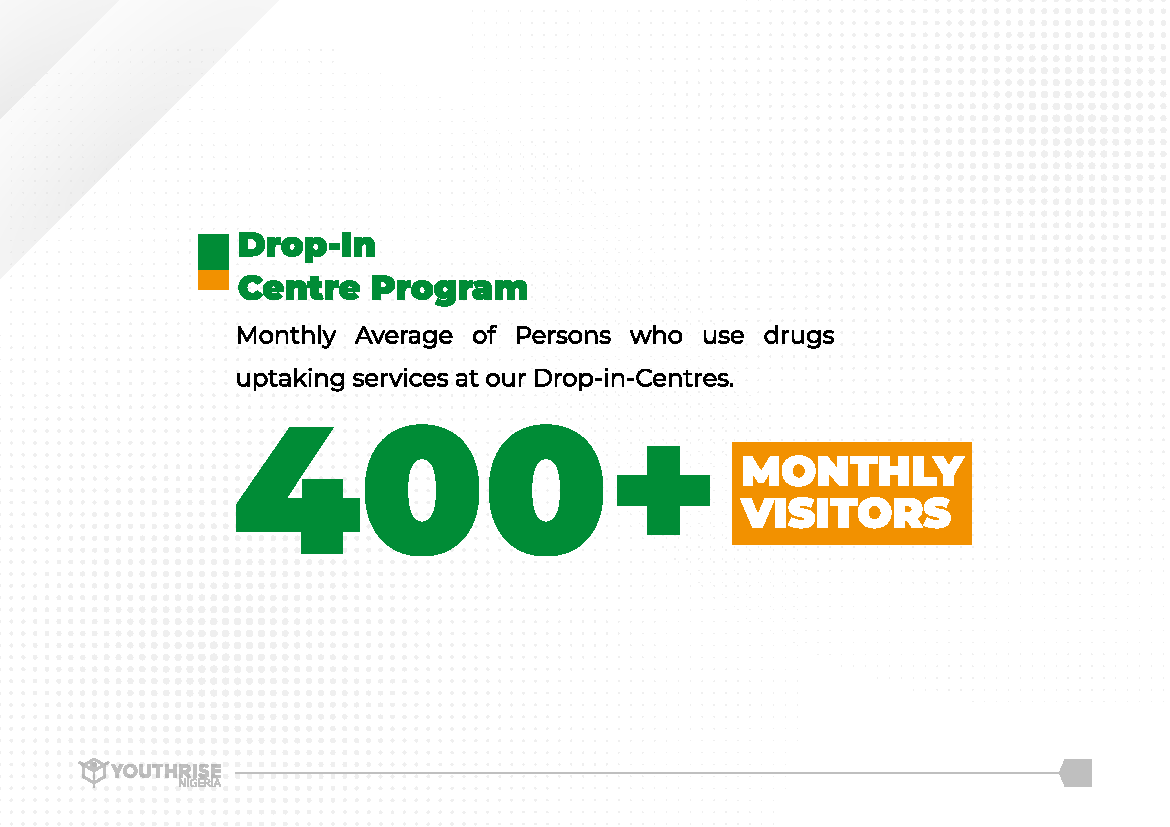 Drop-In
Centre Program
Monthly Average of Persons who use drugs
uptaking services at our Drop-in-Centres.
400+
MONTHLY
VISITORS
YOUTHRISE
NIGERIA